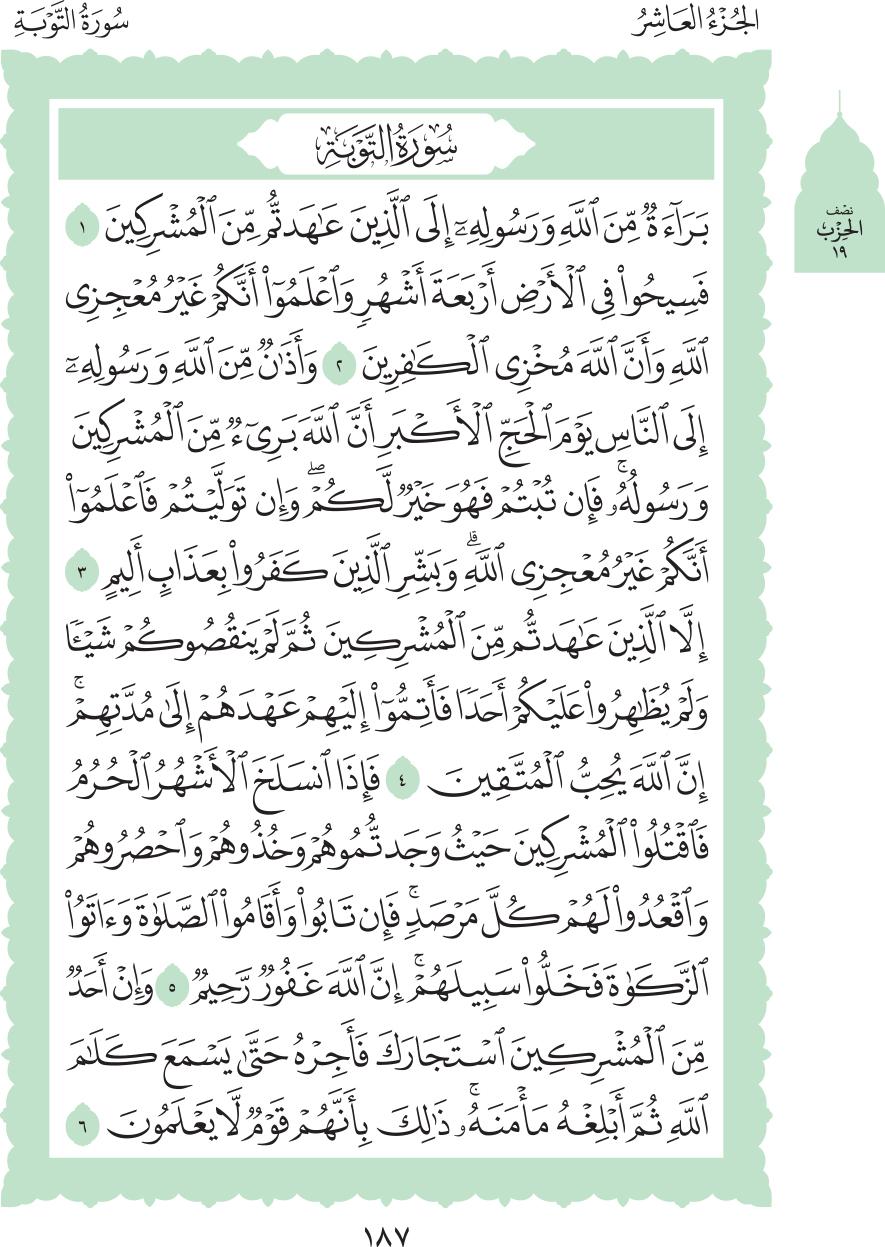 الجُزْءُ العَاشِرُ
سُورَةُ التَّوْبَةِ
نِصْف
الحِزْب
١٩
سُورَةُ التَّوْبَةِ
بَرَآءَةٞ مِّنَ ٱللَّهِ وَرَسُولِهِۦٓ إِلَى ٱلَّذِينَ عَٰهَدتُّم مِّنَ ٱلۡمُشۡرِكِينَ ١
فَسِيحُواْ فِي ٱلۡأَرۡضِ أَرۡبَعَةَ أَشۡهُرٖ وَٱعۡلَمُوٓاْ أَنَّكُمۡ غَيۡرُ مُعۡجِزِي
ٱللَّهِ وَأَنَّ ٱللَّهَ مُخۡزِي ٱلۡكَٰفِرِينَ ٢ وَأَذَٰنٞ مِّنَ ٱللَّهِ وَرَسُولِهِۦٓ
إِلَى ٱلنَّاسِ يَوۡمَ ٱلۡحَجِّ ٱلۡأَكۡبَرِ أَنَّ ٱللَّهَ بَرِيٓءٞ مِّنَ ٱلۡمُشۡرِكِينَ
وَرَسُولُهُۥۚ فَإِن تُبۡتُمۡ فَهُوَ خَيۡرٞ لَّكُمۡۖ وَإِن تَوَلَّيۡتُمۡ فَٱعۡلَمُوٓاْ
أَنَّكُمۡ غَيۡرُ مُعۡجِزِي ٱللَّهِۗ وَبَشِّرِ ٱلَّذِينَ كَفَرُواْ بِعَذَابٍ أَلِيمٍ ٣
إِلَّا ٱلَّذِينَ عَٰهَدتُّم مِّنَ ٱلۡمُشۡرِكِينَ ثُمَّ لَمۡ يَنقُصُوكُمۡ شَيۡـٔٗا
وَلَمۡ يُظَٰهِرُواْ عَلَيۡكُمۡ أَحَدٗا فَأَتِمُّوٓاْ إِلَيۡهِمۡ عَهۡدَهُمۡ إِلَىٰ مُدَّتِهِمۡۚ
إِنَّ ٱللَّهَ يُحِبُّ ٱلۡمُتَّقِينَ ٤ فَإِذَا ٱنسَلَخَ ٱلۡأَشۡهُرُ ٱلۡحُرُمُ
فَٱقۡتُلُواْ ٱلۡمُشۡرِكِينَ حَيۡثُ وَجَدتُّمُوهُمۡ وَخُذُوهُمۡ وَٱحۡصُرُوهُمۡ
وَٱقۡعُدُواْ لَهُمۡ كُلَّ مَرۡصَدٖۚ فَإِن تَابُواْ وَأَقَامُواْ ٱلصَّلَوٰةَ وَءَاتَوُاْ
ٱلزَّكَوٰةَ فَخَلُّواْ سَبِيلَهُمۡۚ إِنَّ ٱللَّهَ غَفُورٞ رَّحِيمٞ ٥ وَإِنۡ أَحَدٞ
مِّنَ ٱلۡمُشۡرِكِينَ ٱسۡتَجَارَكَ فَأَجِرۡهُ حَتَّىٰ يَسۡمَعَ كَلَٰمَ
ٱللَّهِ ثُمَّ أَبۡلِغۡهُ مَأۡمَنَهُۥۚ ذَٰلِكَ بِأَنَّهُمۡ قَوۡمٞ لَّا يَعۡلَمُونَ ٦
١٨٧